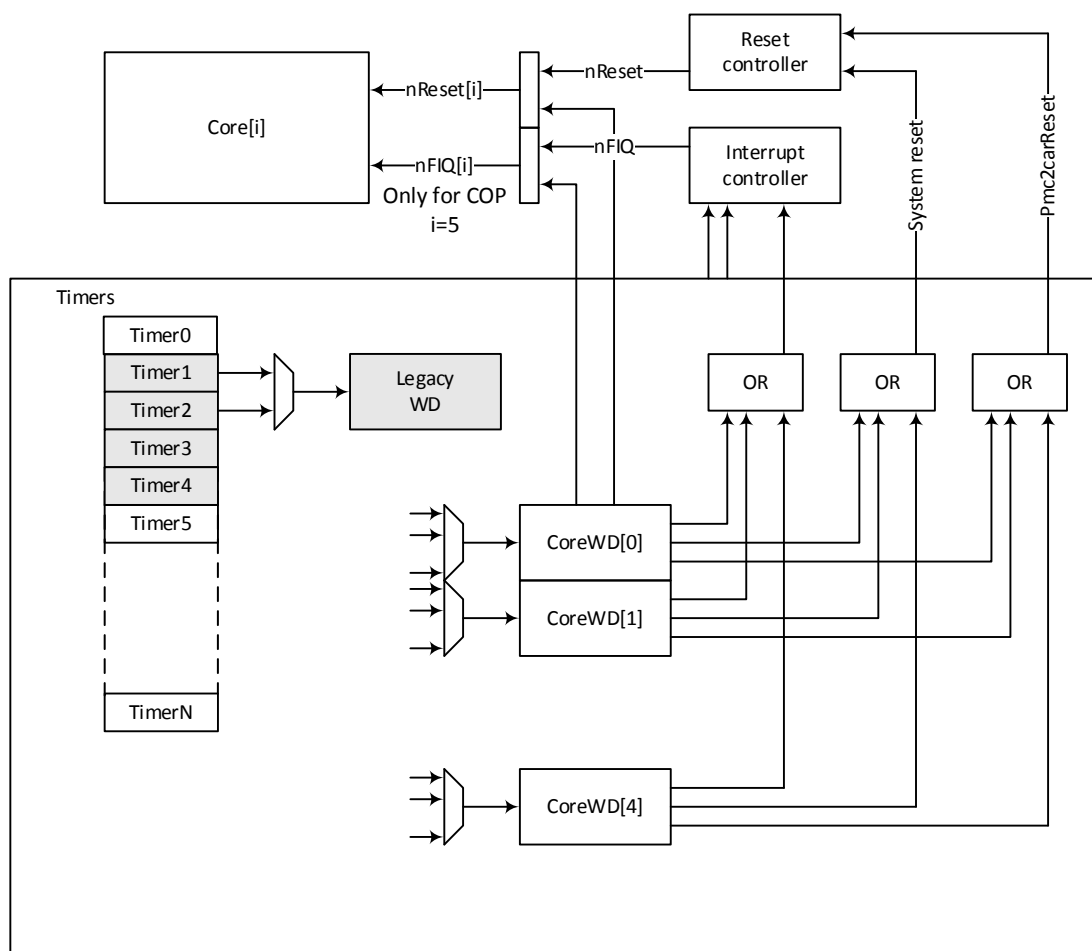 Reset
controller
nReset
nReset[i]
Core[i]
nFIQ
Interrupt
controller
nFIQ[i]
Only for COP
i=5
System reset
Pmc2carReset
Timers
Timer0
Timer1
Timer2
Timer3
Timer4
Timer5
TimerN
Legacy
WD
OR
OR
OR
CoreWD[0]
CoreWD[1]
CoreWD[4]